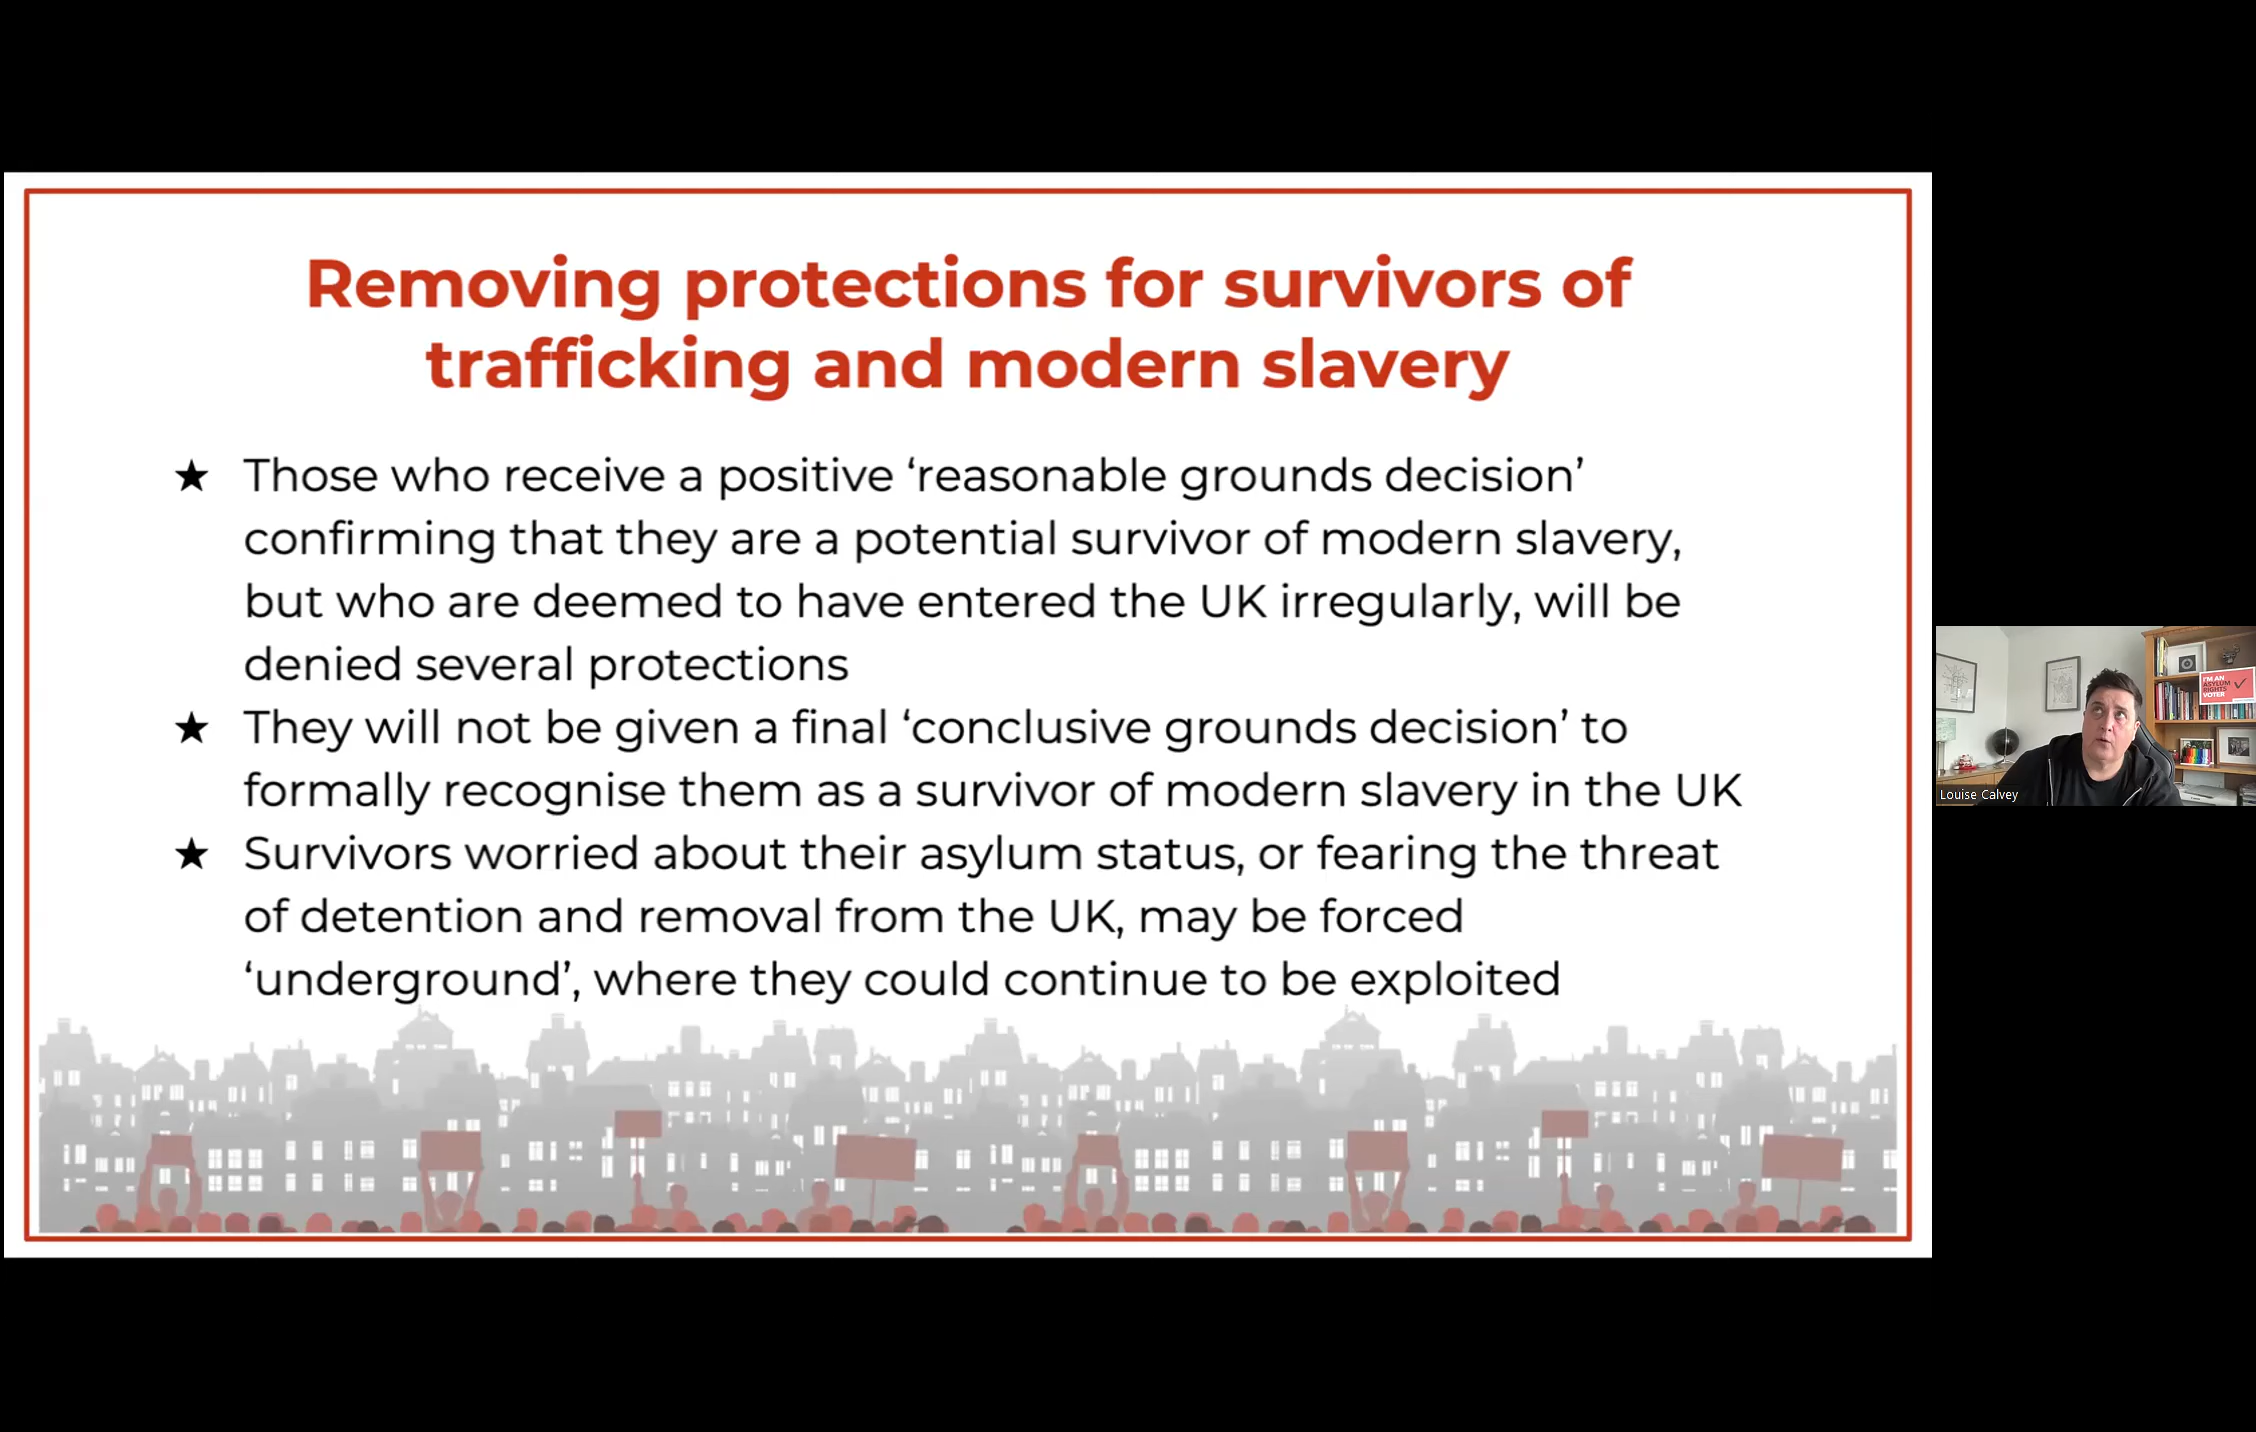 Removing protections for survivors of
trafficking and modern slavery
★ Those who receive a positive ‘reasonable grounds decision’
confirming that they are a potential survivor of modern slavery,
but who are deemed to have entered the UK irregularly, will be
denied several protections
★ They will not be given a final ‘conclusive grounds decision’ to
formally recognise them as a survivor of modern slavery in the UK
★ Survivors worried about their asylum status, or fearing the threat
of detention and removal from the UK, may be forced
‘underground’, where they could continue to be exploited
I'M AN
ASYLUM
RIGHTS
VOTER
Louise Calvey